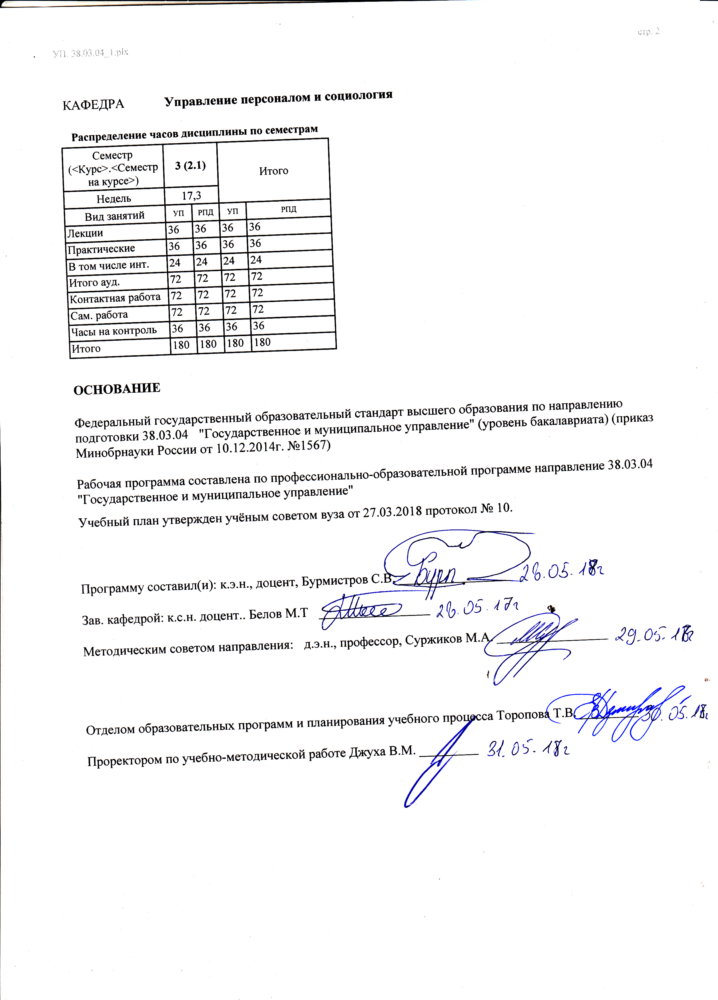 стр. 2
УП. 38.03.04_1.plx
КАФЕДРА Управление персоналом и социология
Распределение часов дисциплины по семестрам
Семестр
(<Курс>.<Семестр
на курсе>) 3 (2.1) Итого
Недель 17,3
Вид занятий УП РПД УП РПД
Лекции 36 36 36 36
Практические 36 36 36 36
В том числе инт. 24 24 24 24
Итого ауд. 72 72 72 72
Контактная работа 72 72 72 72
Сам. работа 72 72 72 72
Часы на контроль 36 36 36 36
Итого 180 180 180 180
ОСНОВАНИЕ
Федеральный государственный образовательный стандарт высшего образования по направлению
подготовки 38.03.04 "Государственное и муниципальное управление" (уровень бакалавриата) (приказ
Минобрнауки России от 10.12.2014г. №1567)
Рабочая программа составлена по профессионально-образовательной программе направление 38.03.04
"Государственное и муниципальное управление"
Учебный план утвержден учёным советом вуза от 27.03.2018 протокол № 10.
Программу составил(и): к.э.н., доцент, Бурмистров С.В. 28.05.18г
Зав. кафедрой: к.с.н. доцент.. Белов М.Т 28.05.17г
Методическим советом направления: д.э.н., профессор, Суржиков М.А. 29.05.18г
Отделом образовательных программ и планирования учебного процесса Торопова Т.В. 30.05.18г
Проректором по учебно-методической работе Джуха В.М. 31.05.18г